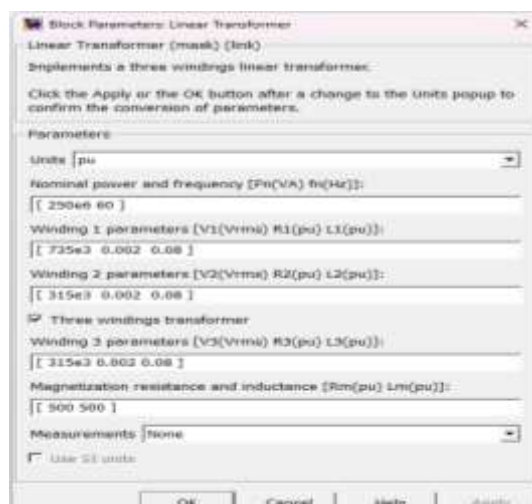 Block Parameters: Linear Transformer
Linear Transformer (mask) (link)
Implements a three windings linear transformer.
Click the Apply or the OK button after a change to the Units popup to
confirm the conversion of parameters.
Parameters
Units pu
Nominal power and frequency [Pn(VA) fn(Hz)]:
[ 250e6 60 ]
Winding 1 parameters [V1(Vrms) R1(pu) L1(pu)]:
[ 735e3 0.002 0.08 ]
Winding 2 parameters [V2(Vrms) R2(pu) L2(pu)]:
[ 315e3 0.002 0.08 ]
Three windings transformer
Winding 3 parameters [V3(Vrms) R3(pu) L3(pu)]:
[ 315e3 0.002 0.08 ]
Magnetization resistance and inductance [Rm(pu) Lm(pu)]:
[ 500 500 ]
Measurements None
Use SI units
OK Cancel Help Apply